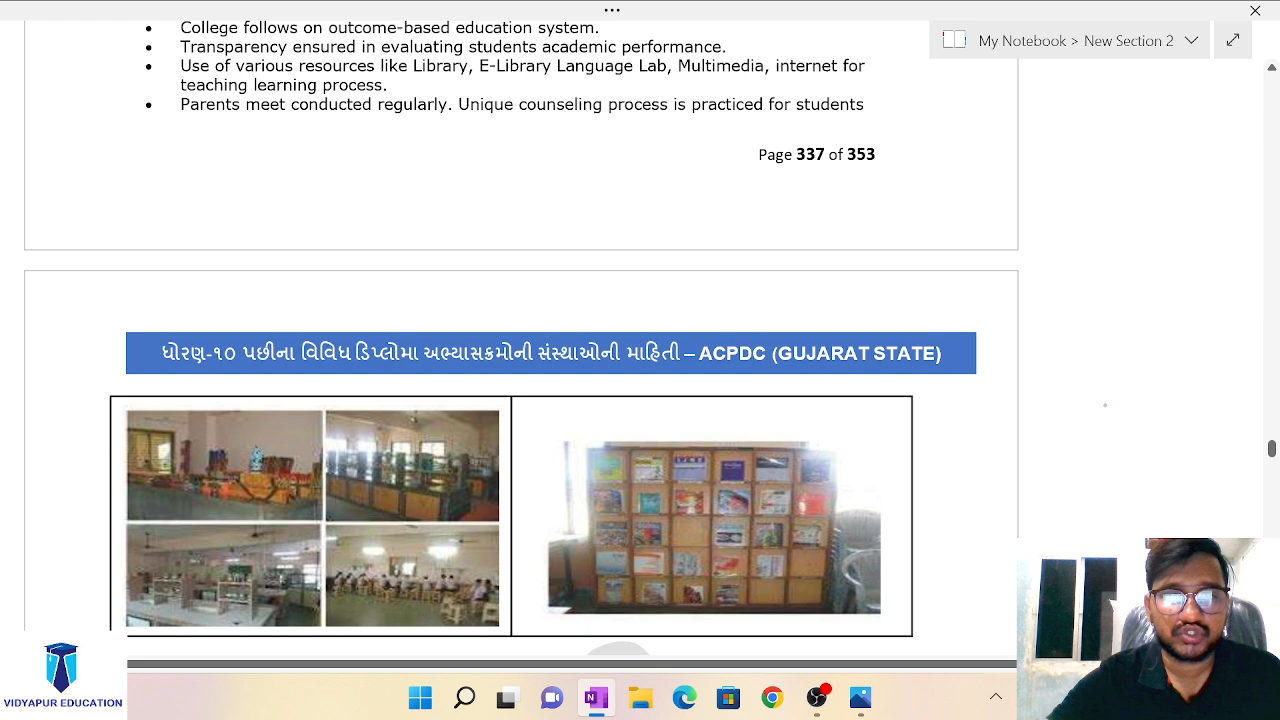 College follows on outcome-based education system.
My Notebook > New Section 2
Transparency ensured in evaluating students academic performance.
Use of various resources like Library, E-Library Language Lab, Multimedia, internet for
teaching learning process.
Parents meet conducted regularly. Unique counseling process is practiced for students
Page 337 of 353
ધોરણ-૧૦ પછીના વિવિધ ડિપ્લોમા અભ્યાસક્રમોની સંસ્થાઓની માહિતી – ACPDC (GUJARAT STATE)
VIDYAPUR EDUCATION